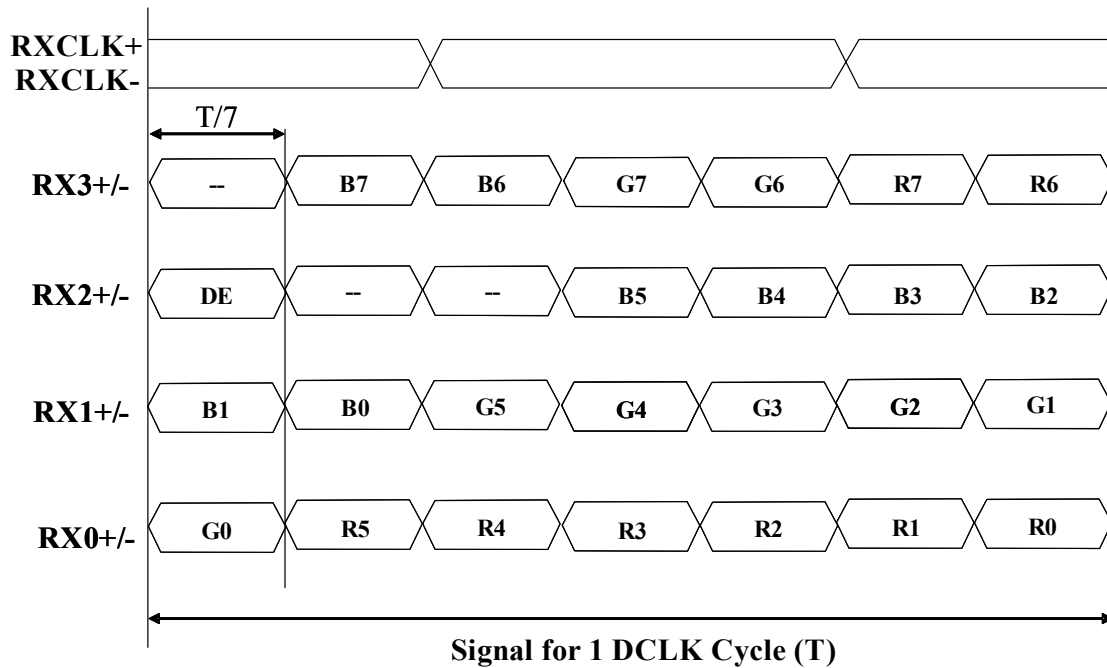 RXCLK+
RXCLK-
T/7
RX3+/- -- B7 B6 G7 G6 R7 R6
RX2+/- DE -- -- B5 B4 B3 B2
RX1+/- B1 B0 G5 G4 G3 G2 G1
RX0+/- G0 R5 R4 R3 R2 R1 R0
Signal for 1 DCLK Cycle (T)